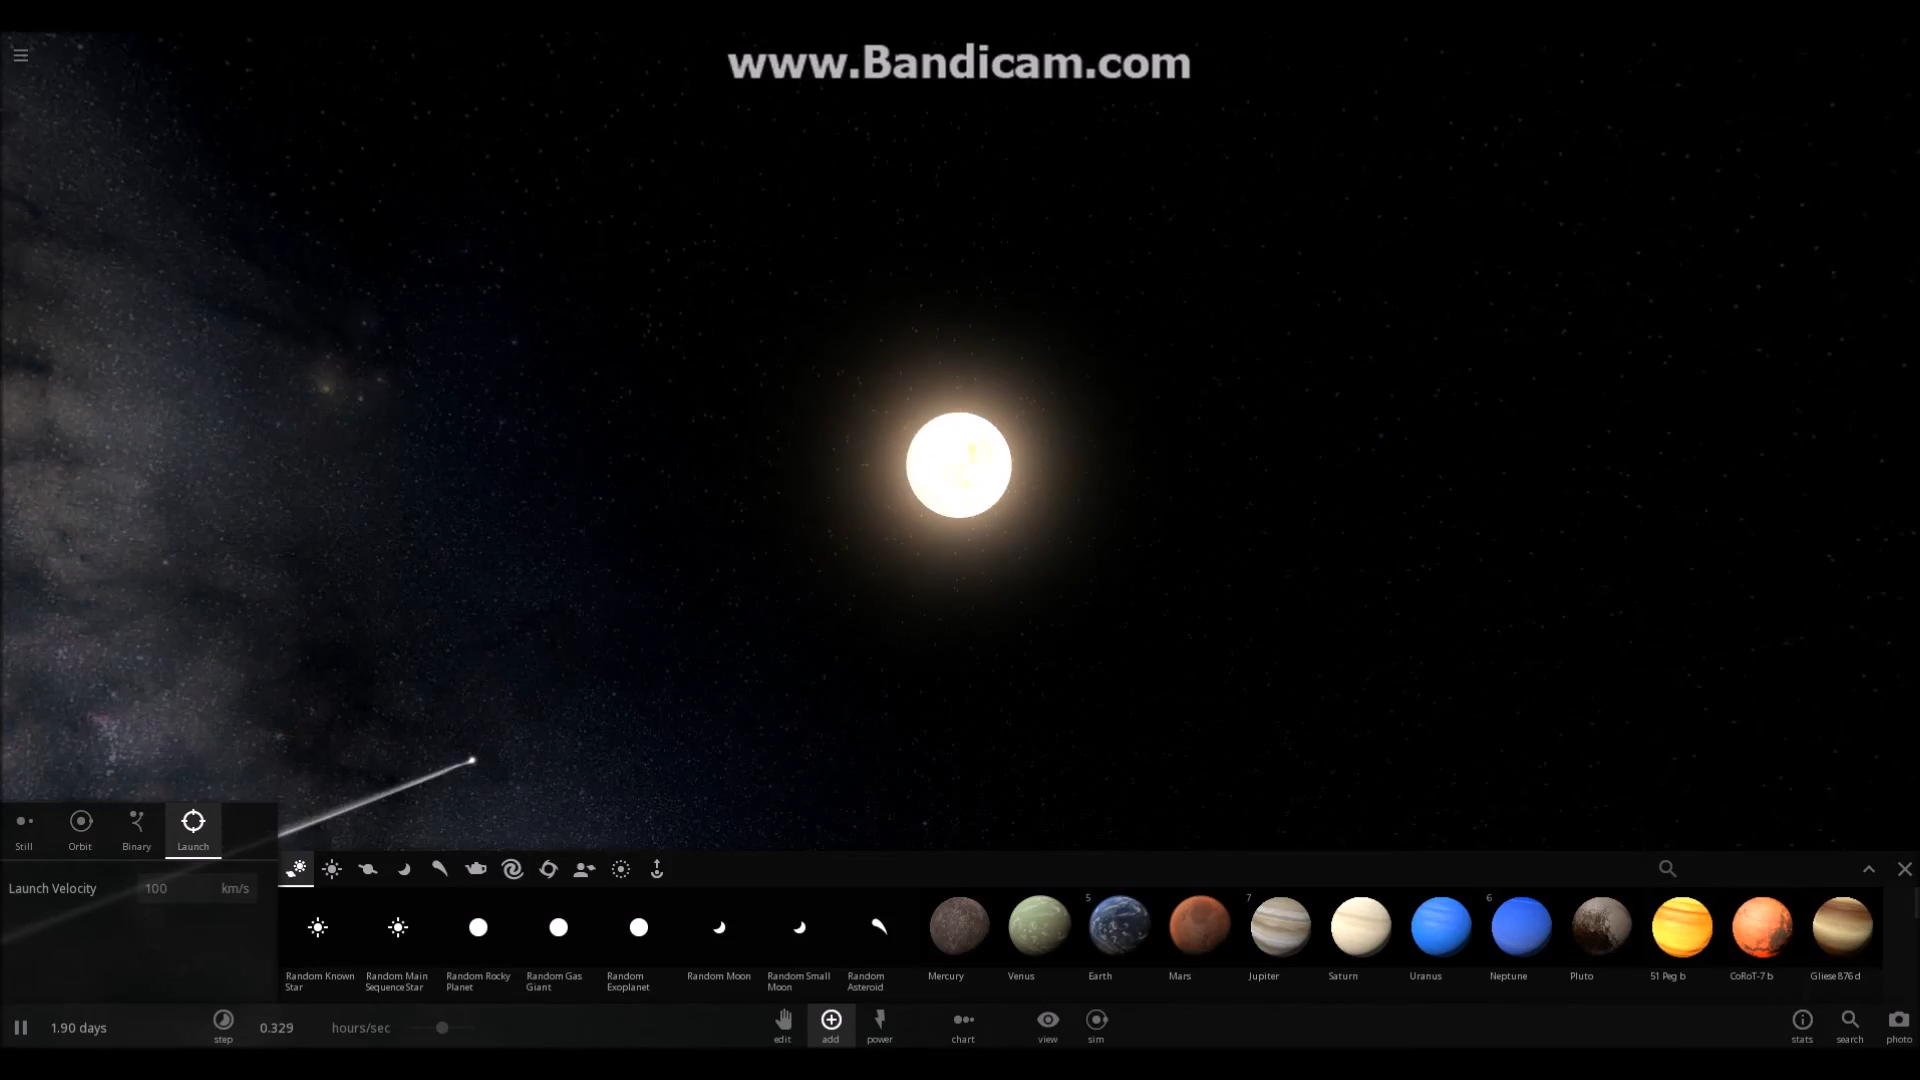 www.Bandicam.com
Still
Orbit
Binary
Launch
Launch Velocity 100 km/s
5
7
6
Random Known Star
Random Main Sequence Star
Random Rocky Planet
Random Gas Giant
Random Exoplanet
Random Moon
Random Small Moon
Random Asteroid
Mercury
Venus
Earth
Mars
Jupiter
Saturn
Uranus
Neptune
Pluto
51 Peg b
CoRoT-7 b
Gliese 876 d
1.90 days
step
0.329 hours/sec
edit
add
power
chart
view
sim
stats
search
photo